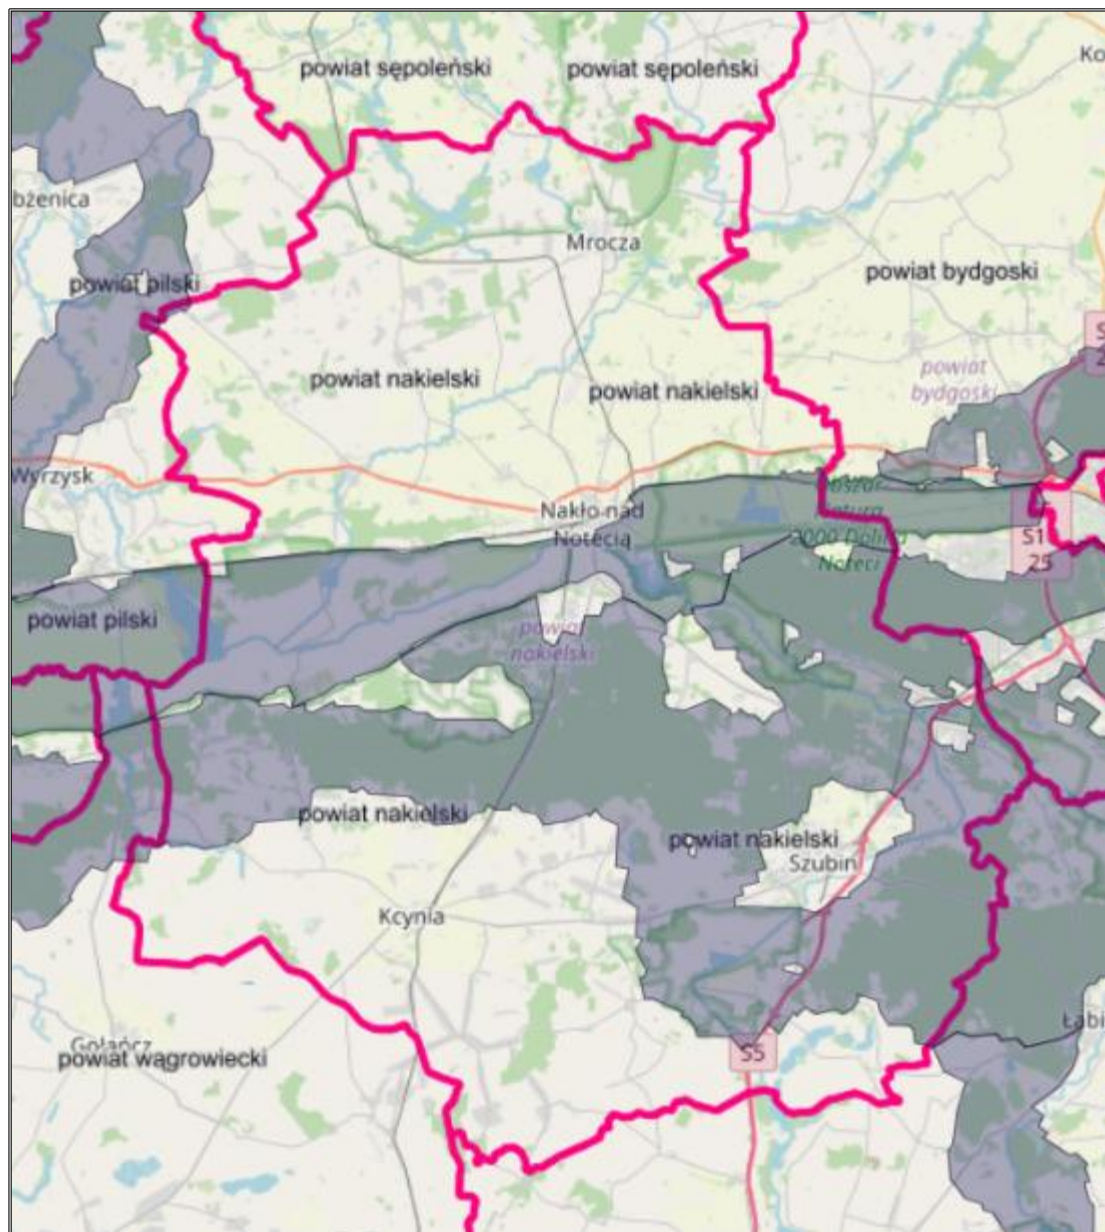 Ko
powiat sępoleński
powiat sępoleński
bżenica
Mrocza
powiat bydgoski
powiat pilski
S
2
powiat nakielski
powiat nakielski
powiat
bydgoski
Wyrzysk
Nakło nad
Notecią
Obszar
Natura
2000 Dolina
Noteci
S1
25
powiat pilski
powiat
nakielski
powiat nakielski
powiat nakielski
Szubin
Kcynia
Łabi
Gołańcz
powiat wągrowiecki
S5